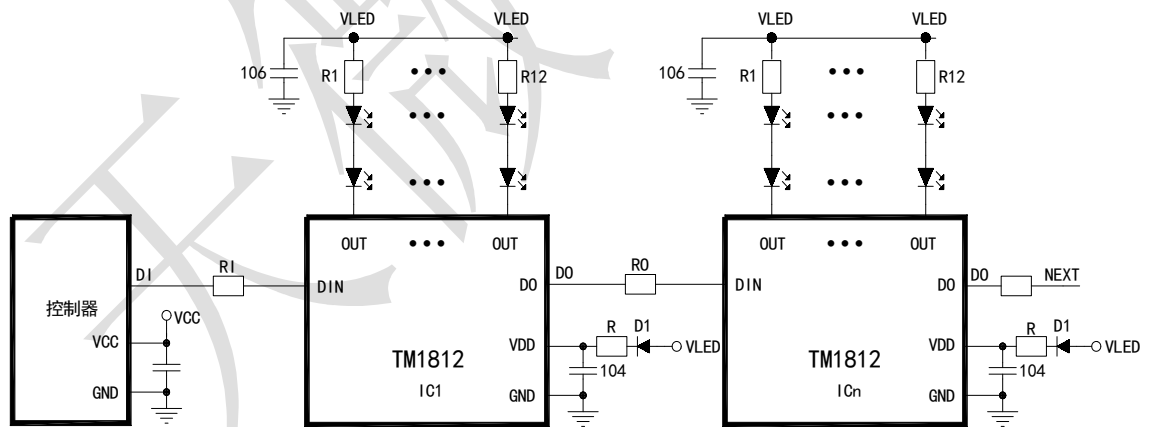 VLED VLED VLED VLED
106 R1 ••• R12 106 R1 ••• R12
OUT ••• OUT OUT ••• OUT
DI RI DIN DO DO RO DIN DO DO NEXT
控制器 VCC
VCC VDD R D1 VLED VDD R D1 VLED
TM1812 TM1812
104 104
GND IC1 GND ICn GND